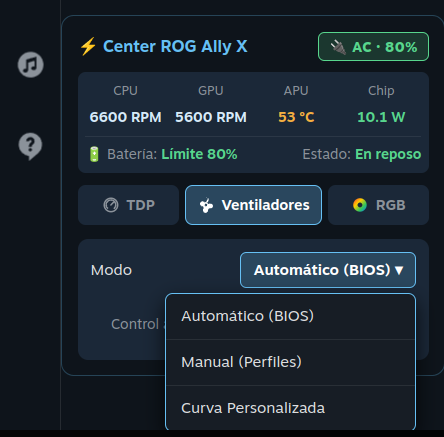 Center ROG Ally X
AC · 80%
CPU GPU APU Chip
6600 RPM 5600 RPM 53 °C 10.1 W
Batería: Límite 80% Estado: En reposo
TDP Ventiladores RGB
Modo Automático (BIOS) ▾
Control
Automático (BIOS)
Manual (Perfiles)
Curva Personalizada